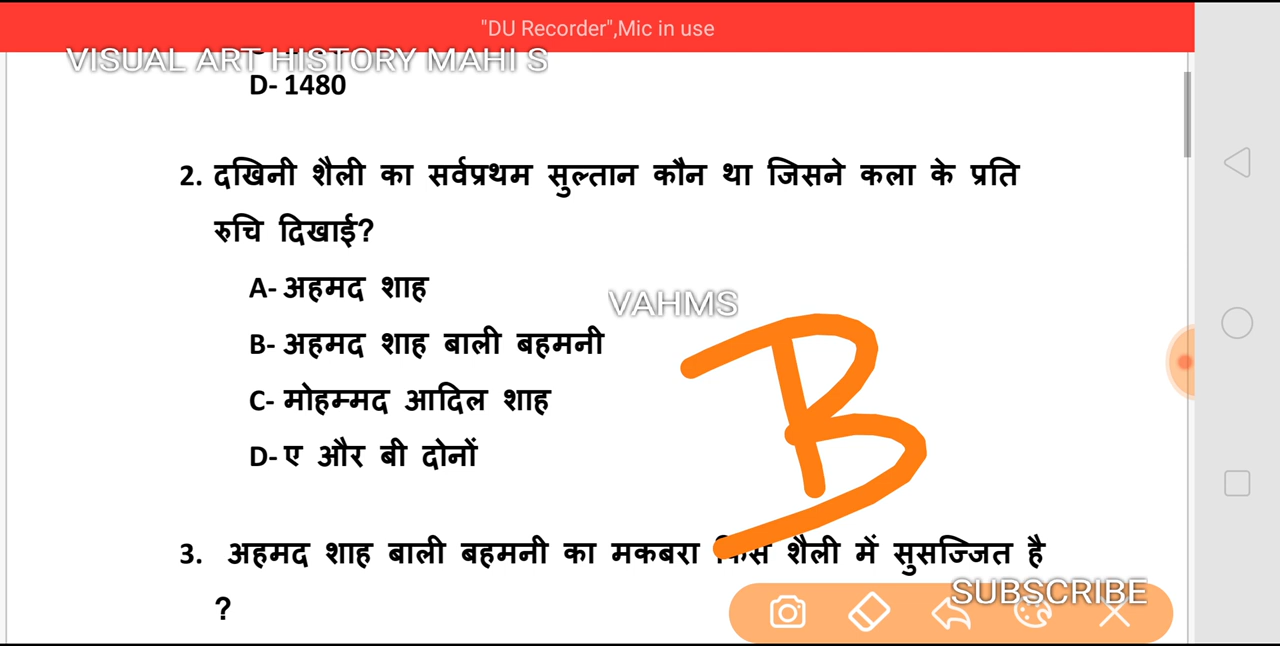 "DU Recorder",Mic in use
VISUAL ART HISTORY MAHI S
D- 1480
2. दखिनी शैली का सर्वप्रथम सुल्तान कौन था जिसने कला के प्रति
रुचि दिखाई?
A- अहमद शाह
VAHMS
B- अहमद शाह बाली बहमनी
B
C- मोहम्मद आदिल शाह
D- ए और बी दोनों
3. अहमद शाह बाली बहमनी का मकबरा किस शैली में सुसज्जित है
SUBSCRIBE
?